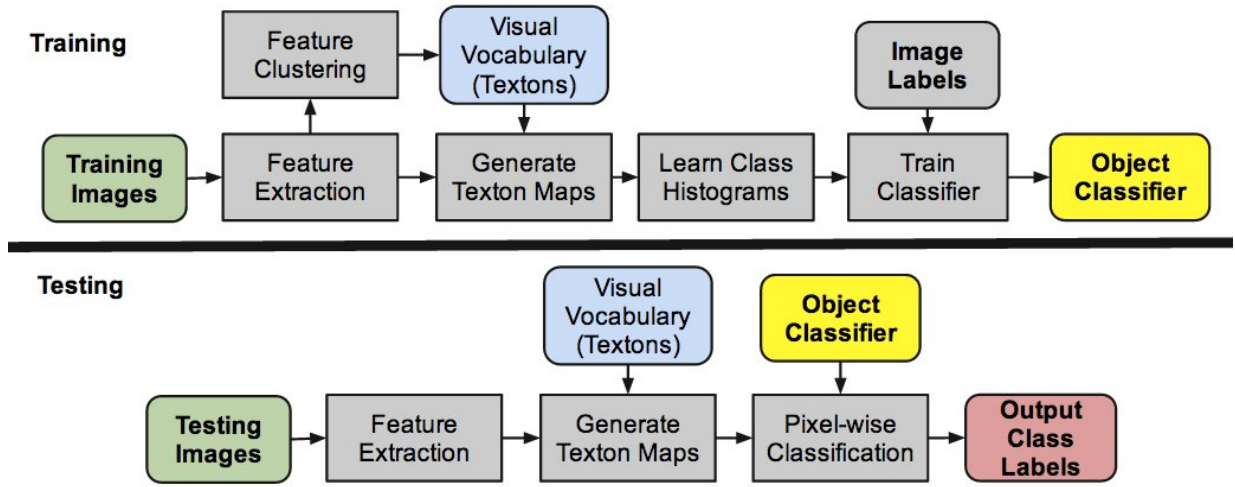 Training
Feature
Clustering
Visual
Vocabulary
(Textons)
Image
Labels
Training
Images
Feature
Extraction
Generate
Texton Maps
Learn Class
Histograms
Train
Classifier
Object
Classifier
Testing
Visual
Vocabulary
(Textons)
Object
Classifier
Testing
Images
Feature
Extraction
Generate
Texton Maps
Pixel-wise
Classification
Output
Class
Labels